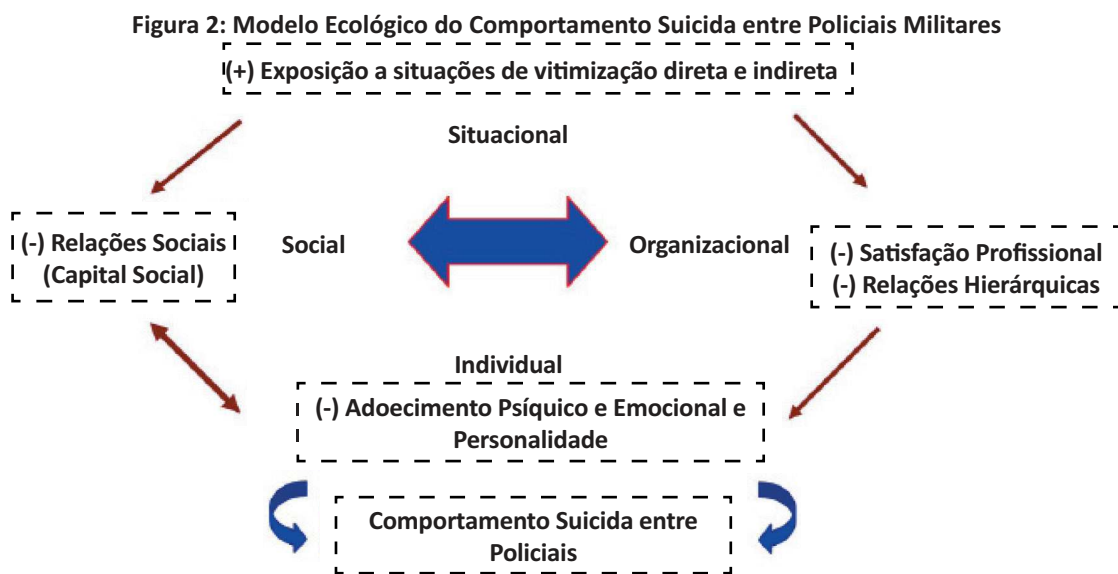 Figura 2: Modelo Ecológico do Comportamento Suicida entre Policiais Militares
(+) Exposição a situações de vitimização direta e indireta
Situacional
(-) Relações Sociais
(Capital Social)
Social
Organizacional
(-) Satisfação Profissional
(-) Relações Hierárquicas
Individual
(-) Adoecimento Psíquico e Emocional e
Personalidade
Comportamento Suicida entre
Policiais